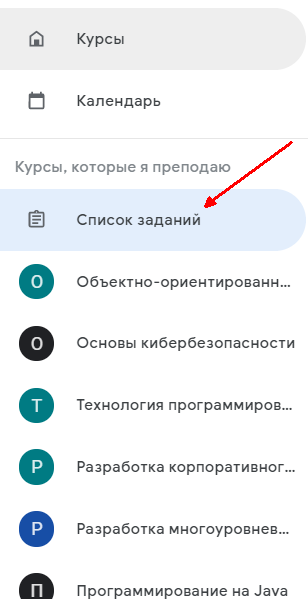 Курсы
Календарь
Курсы, которые я преподаю
Список заданий
О Объектно-ориентированн...
О Основы кибербезопасности
Т Технология программиров...
Р Разработка корпоративног...
Р Разработка многоуровнев...
П Программирование на Java